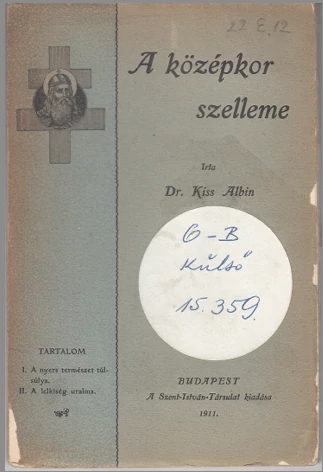 23 E 12
A középkor
szelleme
Irta
Dr. Kiss Albin
6-B
Külső
15.359.
TARTALOM
I. A nyers természet túl-
súlya.
II. A lelkiség uralma.
BUDAPEST
A Szent-István-Társulat kiadása
1911.